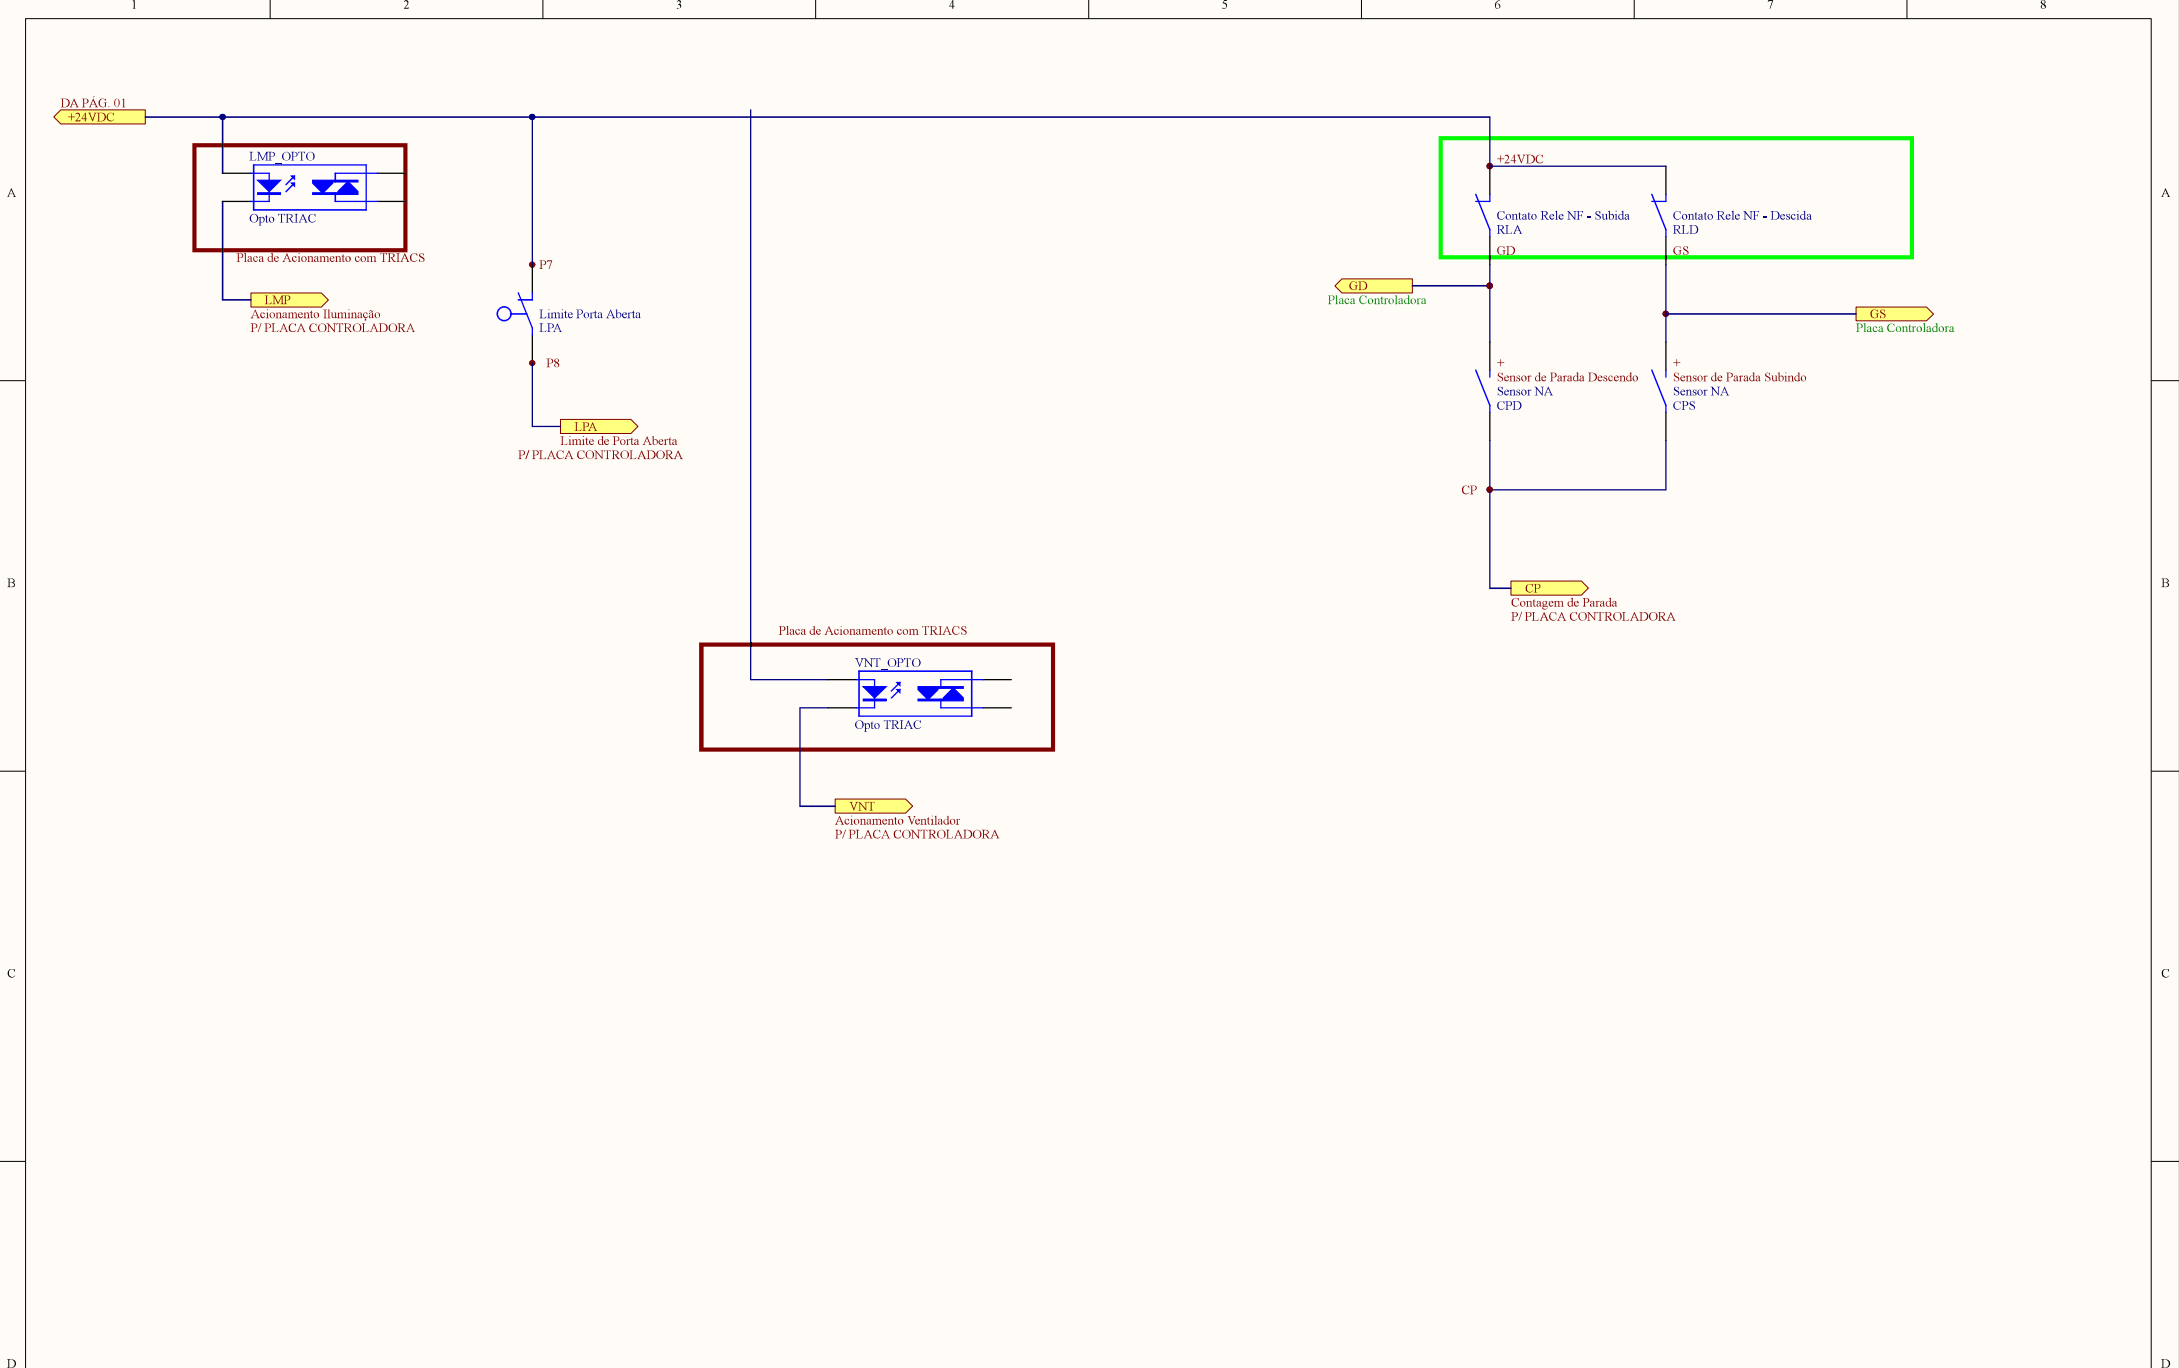 1 2 3 4 5 6 7 8
DA PÁG. 01
+24VDC
LMP_OPTO
Opto TRIAC
Placa de Acionamento com TRIACS
LMP
Acionamento Iluminação
P/ PLACA CONTROLADORA
P7
Limite Porta Aberta
LPA
P8
LPA
Limite de Porta Aberta
P/ PLACA CONTROLADORA
Placa de Acionamento com TRIACS
VNT_OPTO
Opto TRIAC
VNT
Acionamento Ventilador
P/ PLACA CONTROLADORA
+24VDC
Contato Rele NF - Subida
RLA
GD
Contato Rele NF - Descida
RLD
GS
GD
Placa Controladora
GS
Placa Controladora
+
Sensor de Parada Descendo
Sensor NA
CPD
+
Sensor de Parada Subindo
Sensor NA
CPS
CP
CP
Contagem de Parada
P/ PLACA CONTROLADORA
A A
B B
C C
D D